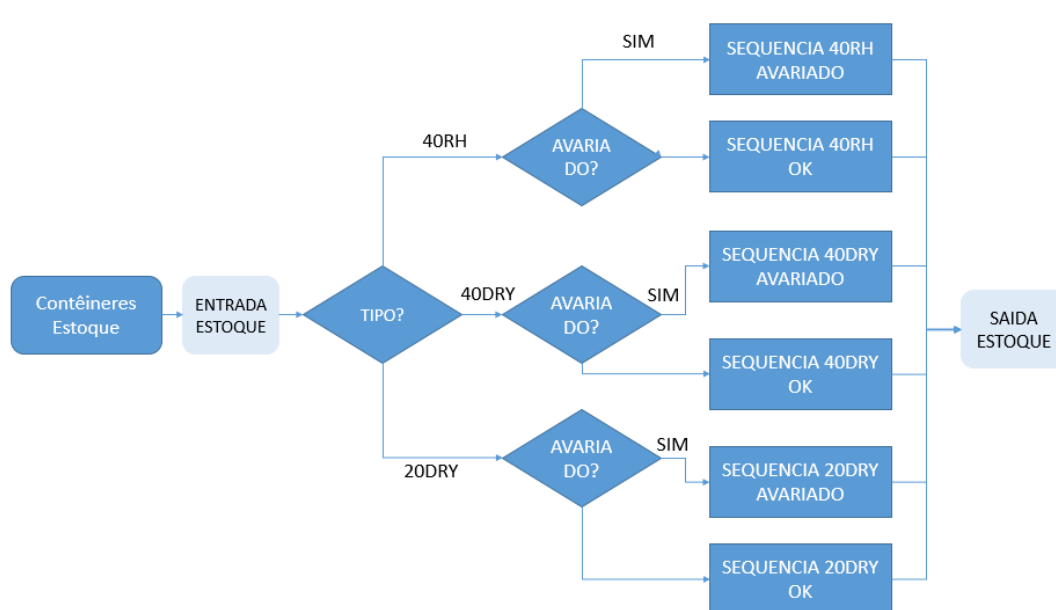 Contêineres
Estoque
ENTRADA
ESTOQUE
TIPO?
40RH
AVARIA
DO?
SIM
SEQUENCIA 40RH
AVARIADO
SEQUENCIA 40RH
OK
40DRY
AVARIA
DO?
SIM
SEQUENCIA 40DRY
AVARIADO
SEQUENCIA 40DRY
OK
20DRY
AVARIA
DO?
SIM
SEQUENCIA 20DRY
AVARIADO
SEQUENCIA 20DRY
OK
SAIDA
ESTOQUE